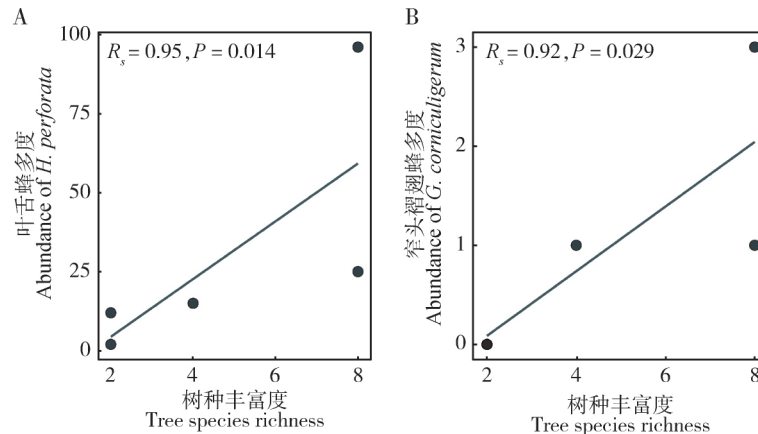 A
R_s = 0.95, P = 0.014
100
75
50
25
0
叶舌蜂多度
Abundance of H. perforata
2
4
6
8
树种丰富度
Tree species richness
B
R_s = 0.92, P = 0.029
3
2
1
0
窄头褶翅蜂多度
Abundance of G. corniculigerum
2
4
6
8
树种丰富度
Tree species richness